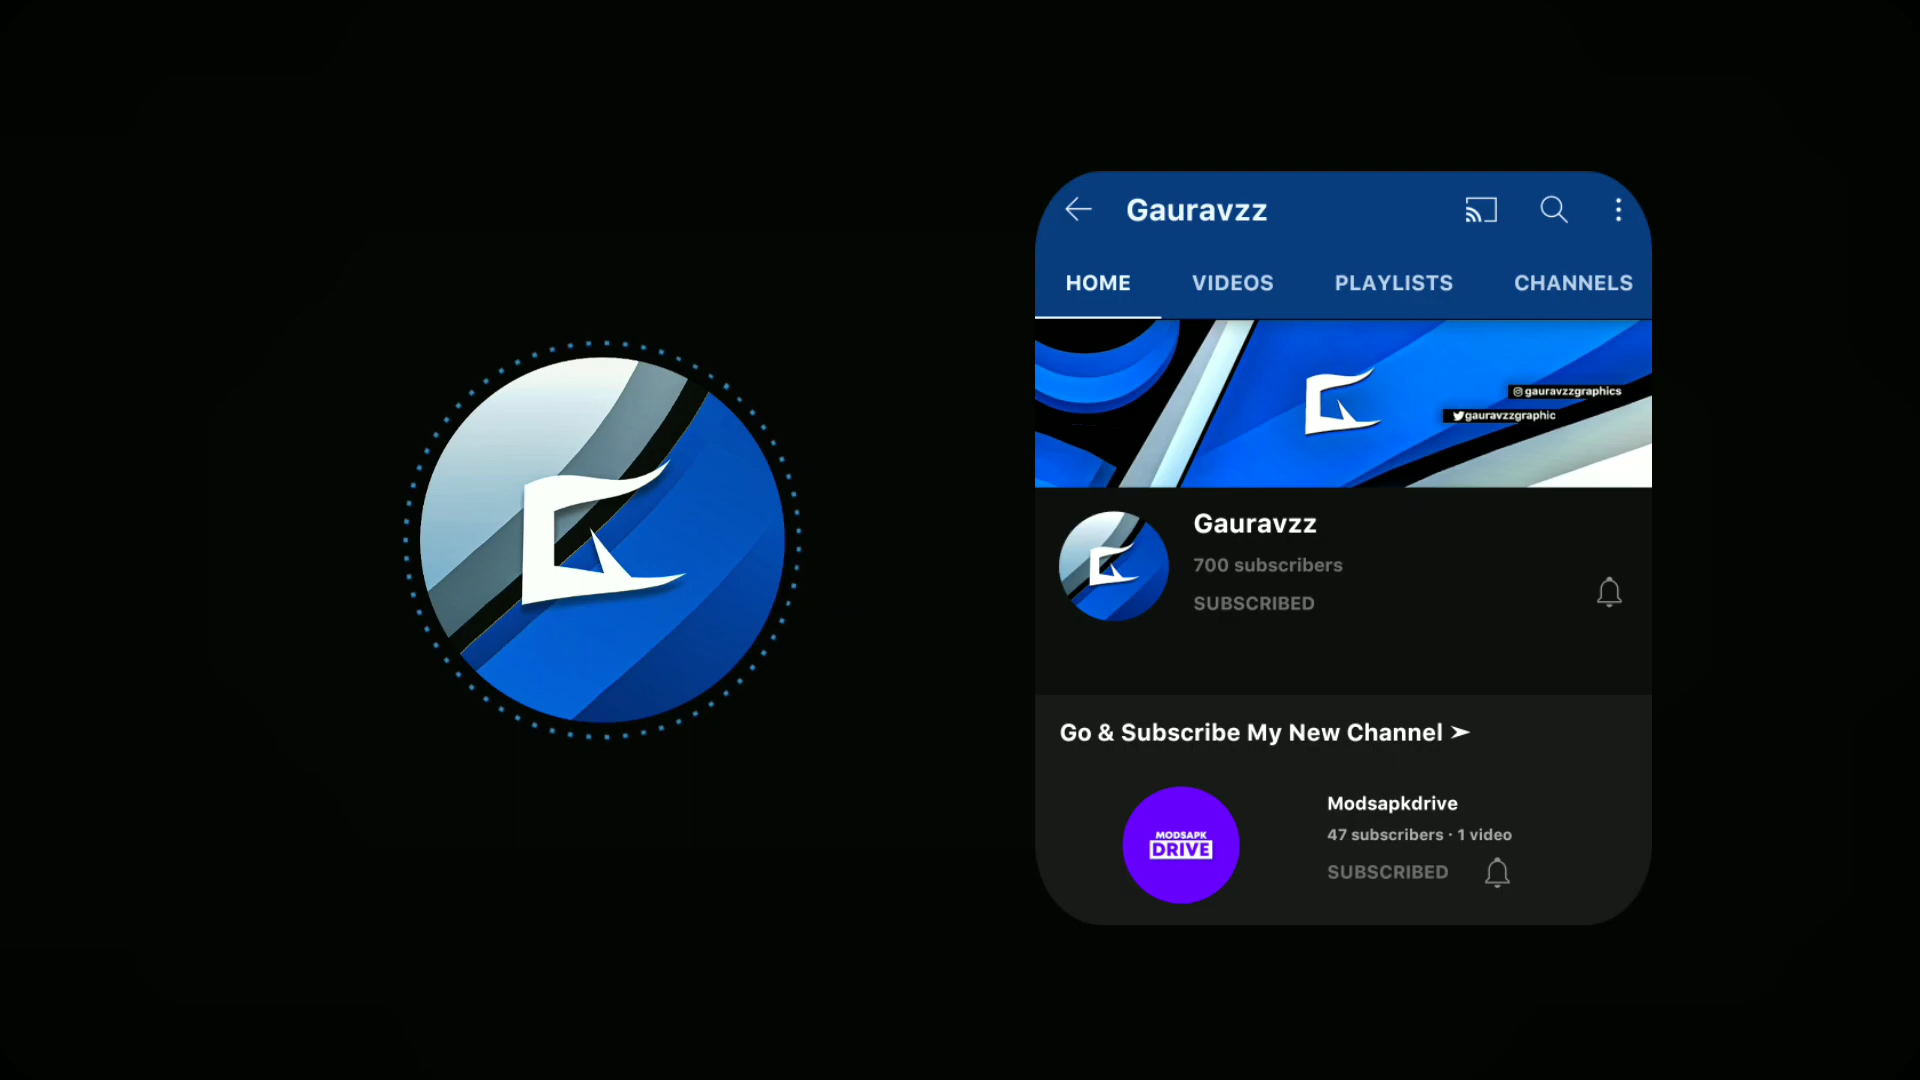 Gauravzz
HOME VIDEOS PLAYLISTS CHANNELS
gauravzzgraphics
gauravzzgraphic
Gauravzz
700 subscribers
SUBSCRIBED
Go & Subscribe My New Channel ➤
MODSAPK
DRIVE
Modsapkdrive
47 subscribers · 1 video
SUBSCRIBED